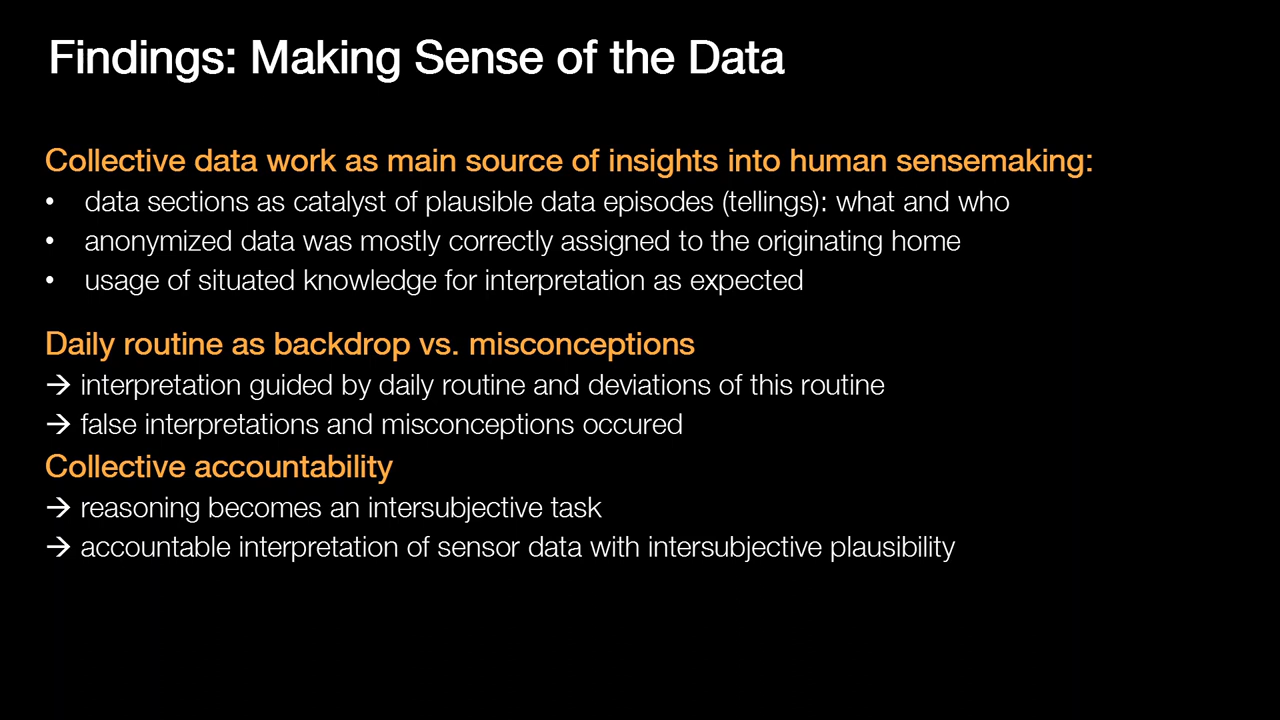 Findings: Making Sense of the Data
Collective data work as main source of insights into human sensemaking:
• data sections as catalyst of plausible data episodes (tellings): what and who
• anonymized data was mostly correctly assigned to the originating home
• usage of situated knowledge for interpretation as expected
Daily routine as backdrop vs. misconceptions
→ interpretation guided by daily routine and deviations of this routine
→ false interpretations and misconceptions occured
Collective accountability
→ reasoning becomes an intersubjective task
→ accountable interpretation of sensor data with intersubjective plausibility